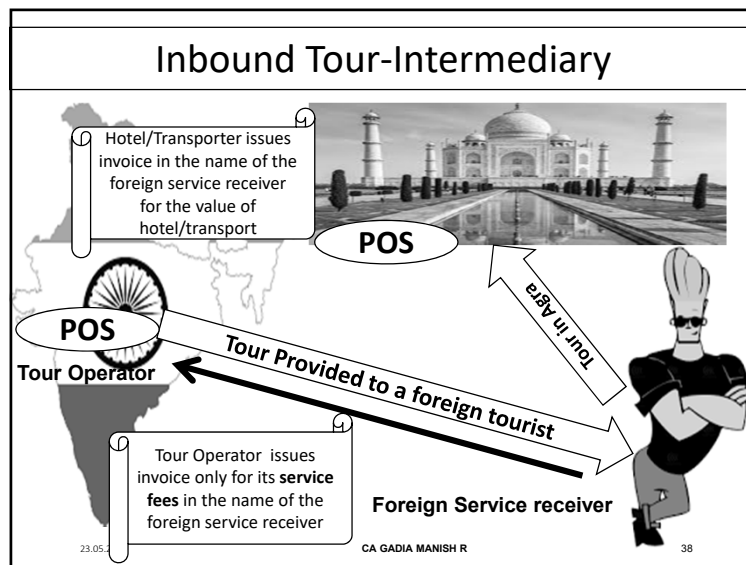 Inbound Tour-Intermediary
Hotel/Transporter issues
invoice in the name of the
foreign service receiver
for the value of
hotel/transport
POS
POS
Tour Operator
Tour in Agra
Tour Provided to a foreign tourist
Tour Operator issues
invoice only for its service
fees in the name of the
foreign service receiver
Foreign Service receiver
23.05.
CA GADIA MANISH R
38